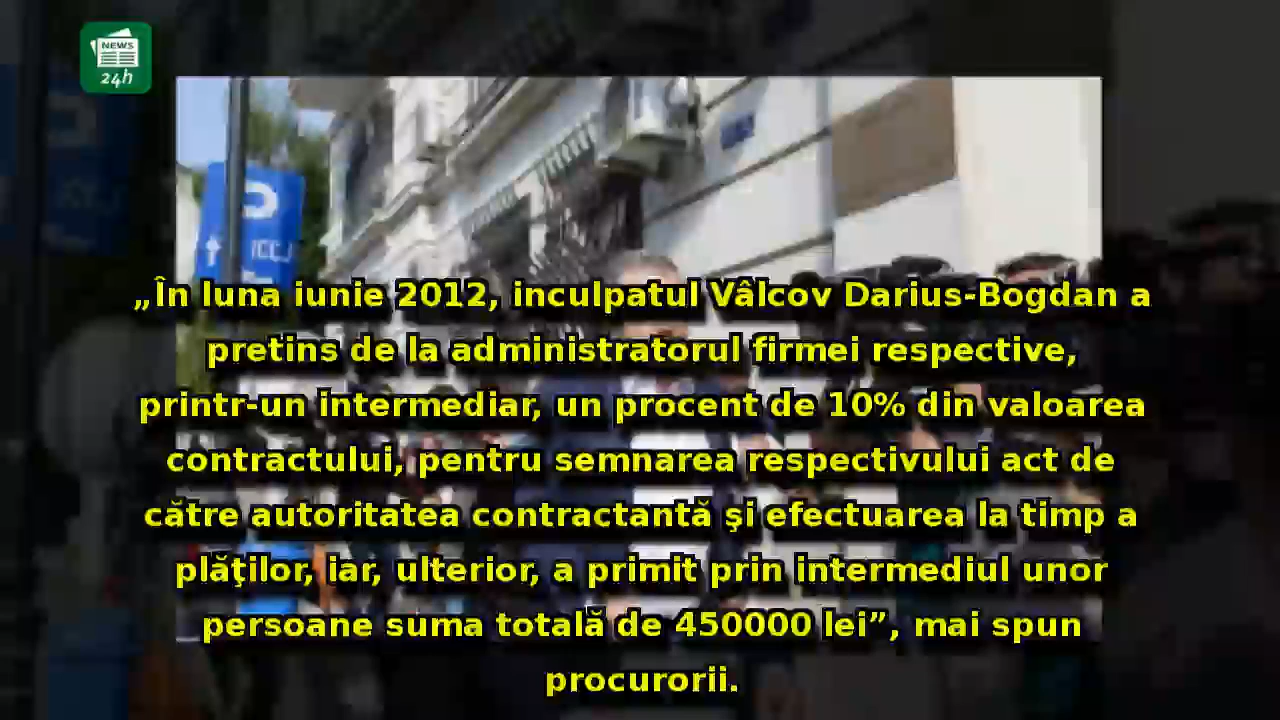 NEWS
24h
ICCJ
„În luna iunie 2012, inculpatul Vâlcov Darius-Bogdan a
pretins de la administratorul firmei respective,
printr-un intermediar, un procent de 10% din valoarea
contractului, pentru semnarea respectivului act de
către autoritatea contractantă şi efectuarea la timp a
plăţilor, iar, ulterior, a primit prin intermediul unor
persoane suma totală de 450000 lei”, mai spun
procurorii.